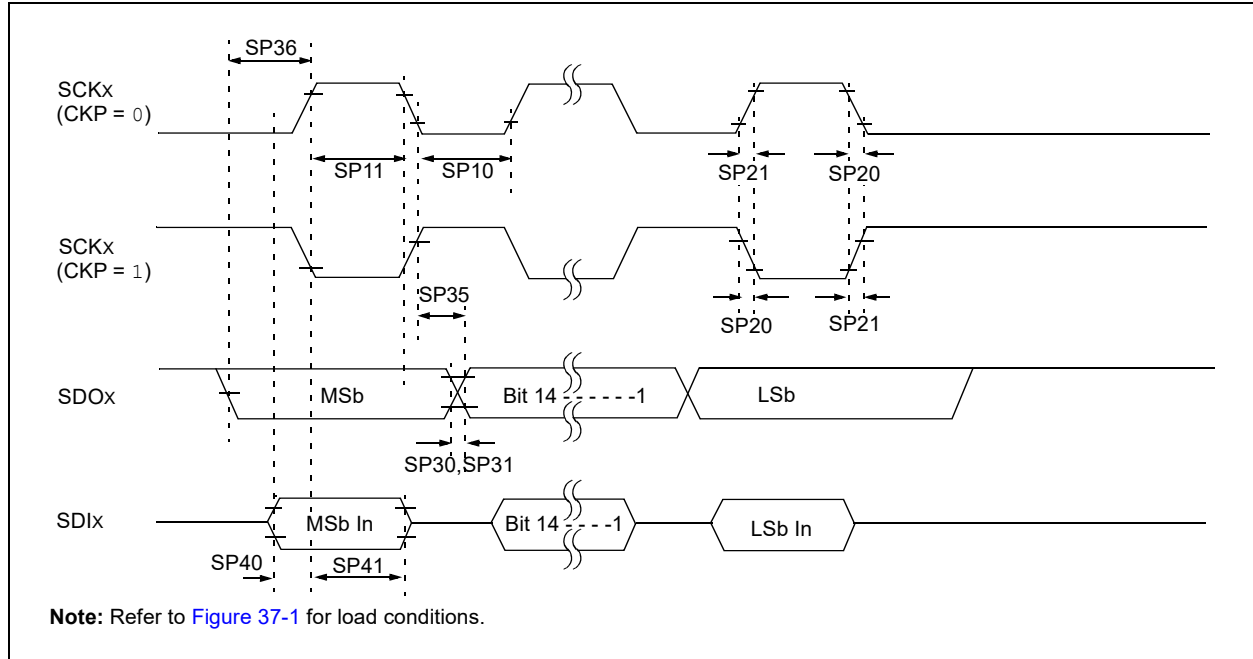 SP36
SCKx
(CKP = 0)
SP11
SP10
SP21
SP20
SCKx
(CKP = 1)
SP35
SP20
SP21
SDOx
MSb
Bit 14 - - - - - -1
LSb
SP30,SP31
SDIx
MSb In
Bit 14 - - - -1
LSb In
SP40
SP41
Note: Refer to Figure 37-1 for load conditions.